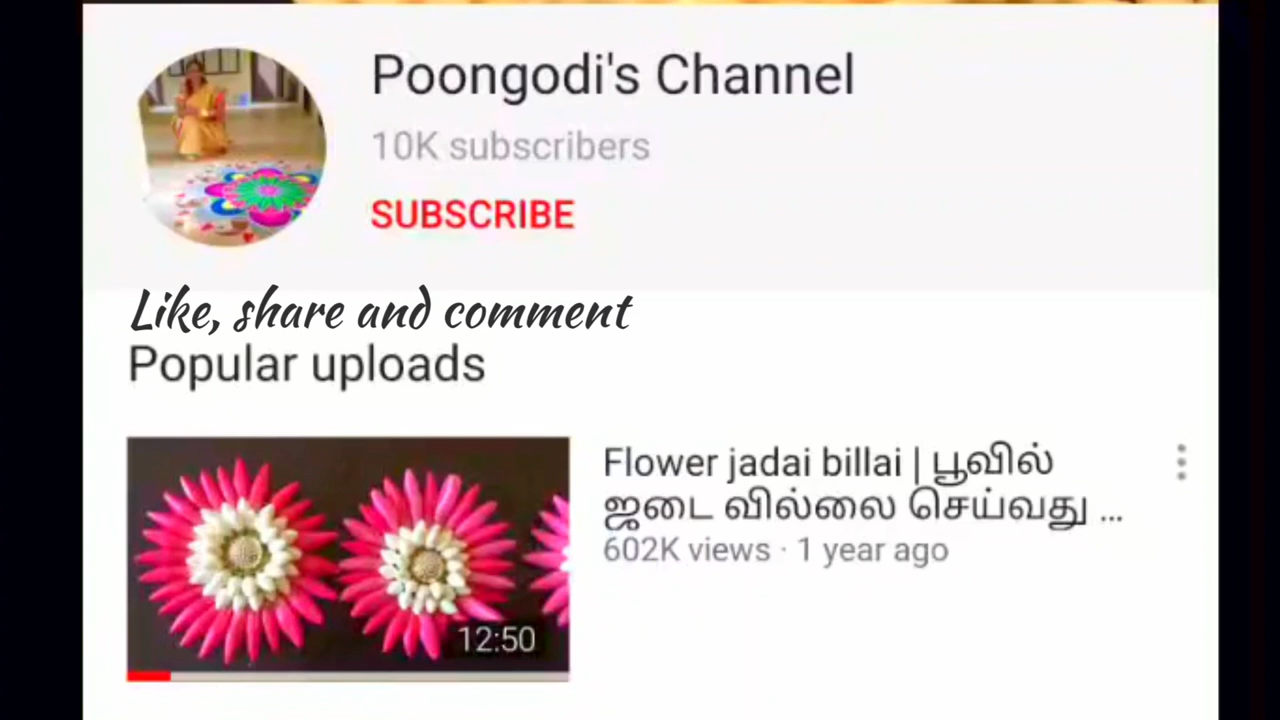 Poongodi's Channel
10K subscribers
SUBSCRIBE
Like, share and comment
Popular uploads
Flower jadai billai | பூவில்
ஜடை வில்லை செய்வது ...
602K views · 1 year ago
12:50